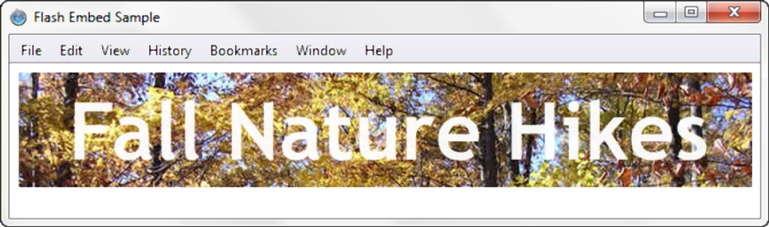 Flash Embed Sample
File Edit View History Bookmarks Window Help
Fall Nature Hikes